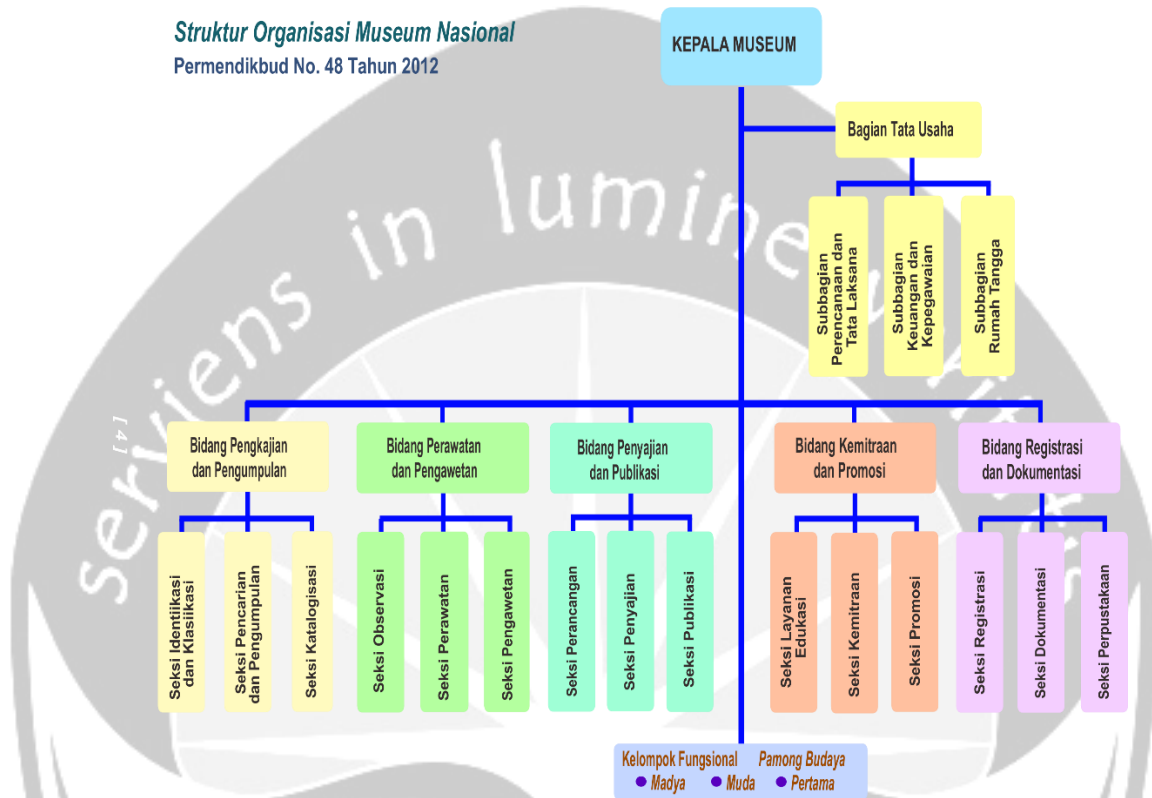 Struktur Organisasi Museum Nasional
Permendikbud No. 48 Tahun 2012
KEPALA MUSEUM
Bagian Tata Usaha
Subbagian
Perencanaan dan
Tata Laksana
Subbagian
Keuangan dan
Kepegawaian
Subbagian
Rumah Tangga
serviens in lumine veritatis
[ 4 ]
Bidang Pengkajian
dan Pengumpulan
Bidang Perawatan
dan Pengawetan
Bidang Penyajian
dan Publikasi
Bidang Kemitraan
dan Promosi
Bidang Registrasi
dan Dokumentasi
Seksi Identiikasi
dan Klasiikasi
Seksi Pencarian
dan Pengumpulan
Seksi Katalogisasi
Seksi Observasi
Seksi Perawatan
Seksi Pengawetan
Seksi Perancangan
Seksi Penyajian
Seksi Publikasi
Seksi Layanan
Edukasi
Seksi Kemitraan
Seksi Promosi
Seksi Registrasi
Seksi Dokumentasi
Seksi Perpustakaan
Kelompok Fungsional Pamong Budaya
● Madya ● Muda ● Pertama